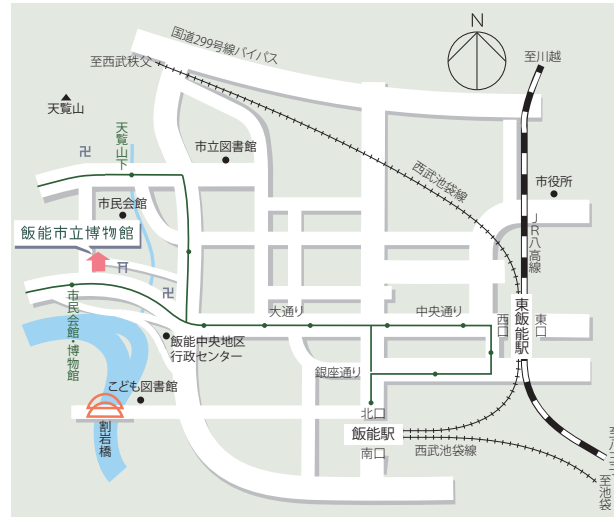 国道299号線バイパス
N
至西武秩父
至川越
天覧山
天覧山下
市立図書館
西武池袋線
市役所
市民会館
飯能市立博物館
JR八高線
大通り
中央通り
西口
東飯能駅
東口
市民会館・博物館
飯能中央地区
行政センター
銀座通り
こども図書館
割岩橋
北口
飯能駅
南口
西武池袋線
至池袋